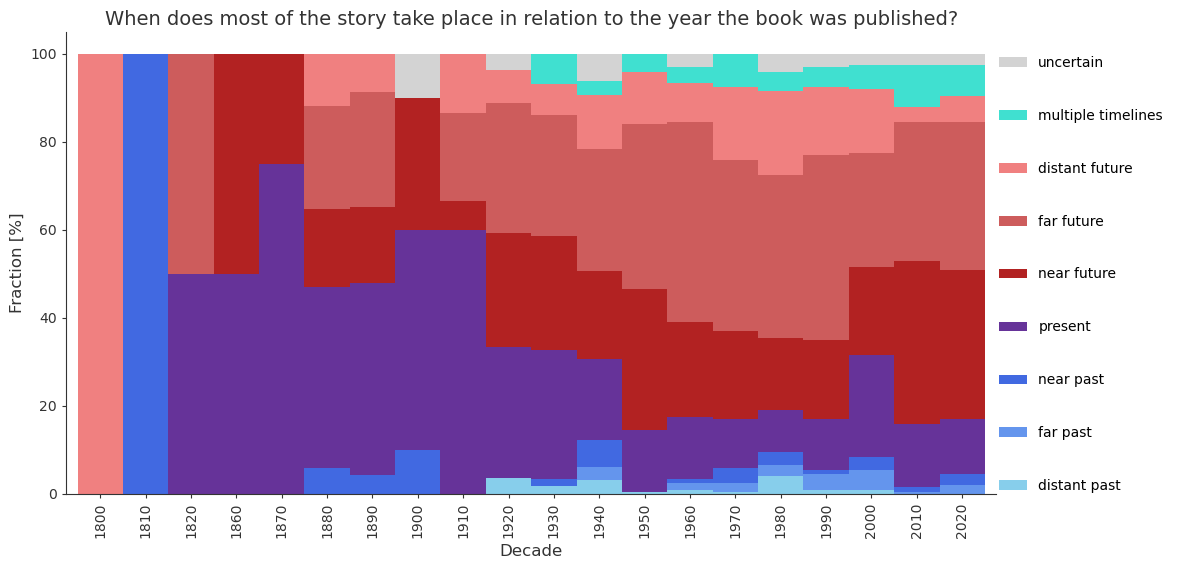 When does most of the story take place in relation to the year the book was published?
Fraction [%]
100
80
60
40
20
0
1800
1810
1820
1860
1870
1880
1890
1900
1910
1920
1930
1940
1950
1960
1970
1980
1990
2000
2010
2020
Decade
uncertain
multiple timelines
distant future
far future
near future
present
near past
far past
distant past